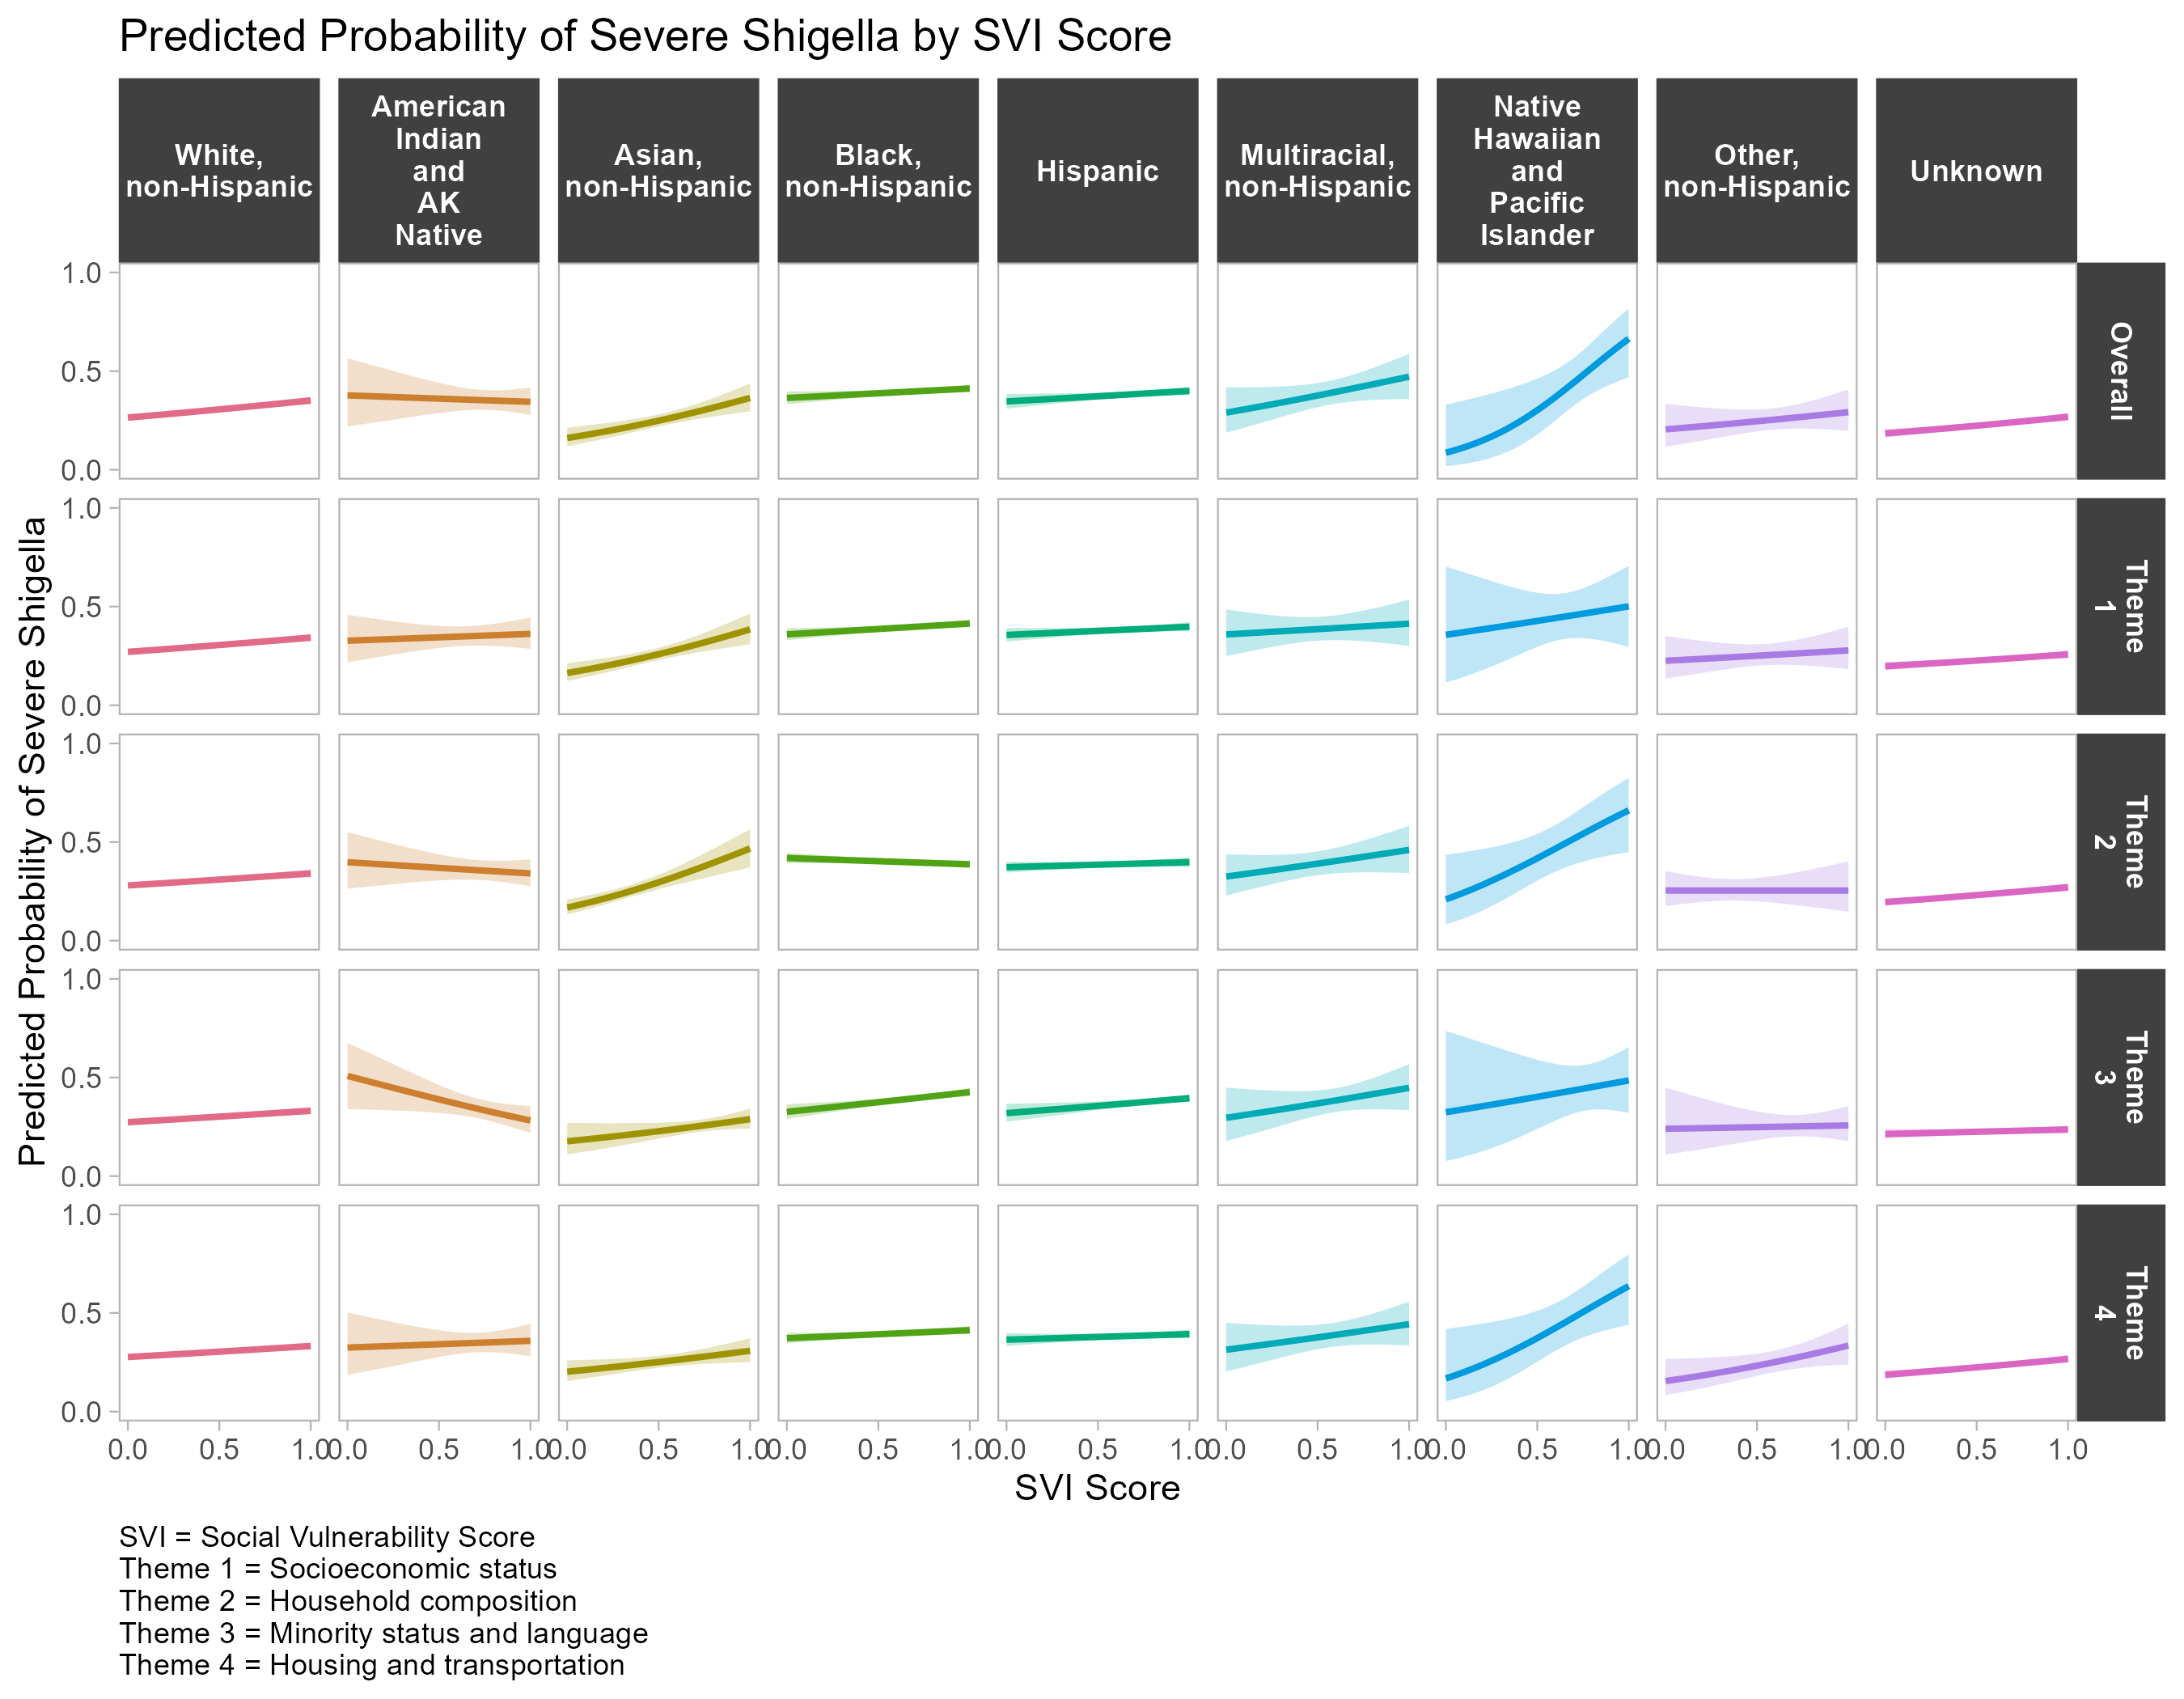 Predicted Probability of Severe Shigella by SVI Score
White,
non-Hispanic
American
Indian
and
AK
Native
Asian,
non-Hispanic
Black,
non-Hispanic
Hispanic
Multiracial,
non-Hispanic
Native
Hawaiian
and
Pacific
Islander
Other,
non-Hispanic
Unknown
Predicted Probability of Severe Shigella
1.0
0.5
0.0
Overall
1.0
0.5
0.0
Theme
1
1.0
0.5
0.0
Theme
2
1.0
0.5
0.0
Theme
3
1.0
0.5
0.0
Theme
4
0.0 0.5 1.0
0.0 0.5 1.0
0.0 0.5 1.0
0.0 0.5 1.0
0.0 0.5 1.0
0.0 0.5 1.0
0.0 0.5 1.0
0.0 0.5 1.0
0.0 0.5 1.0
SVI Score
SVI = Social Vulnerability Score
Theme 1 = Socioeconomic status
Theme 2 = Household composition
Theme 3 = Minority status and language
Theme 4 = Housing and transportation